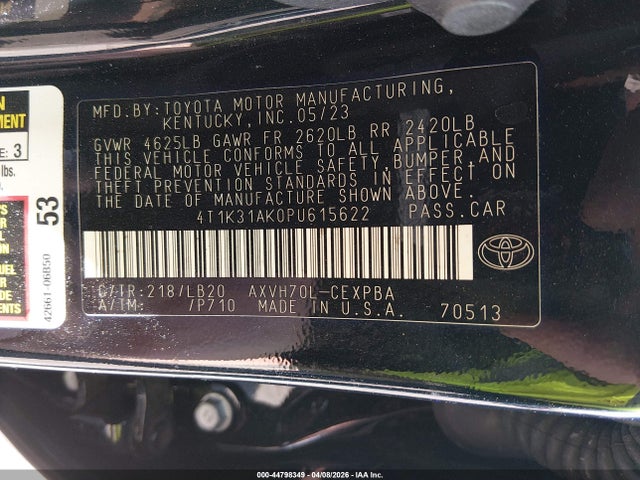 MFD.BY:TOYOTA MOTOR MANUFACTURING,
KENTUCKY,INC.05/23
GVWR 4625LB GAWR FR 2620LB RR 2420LB
THIS VEHICLE CONFORMS TO ALL APPLICABLE
FEDERAL MOTOR VEHICLE SAFETY,BUMPER,AND
THEFT PREVENTION STANDARDS IN EFFECT ON
THE DATE OF MANUFACTURE SHOWN ABOVE.
4T1K31AK0PU615622 PASS.CAR
C/TR:218/LB20 AXVH70L-CEXPBA
A/TM: /P710 MADE IN U.S.A. 70513
E: 3
lbs.
53
42661-06B50
000-44798349 - 04/08/2026 - IAA Inc.